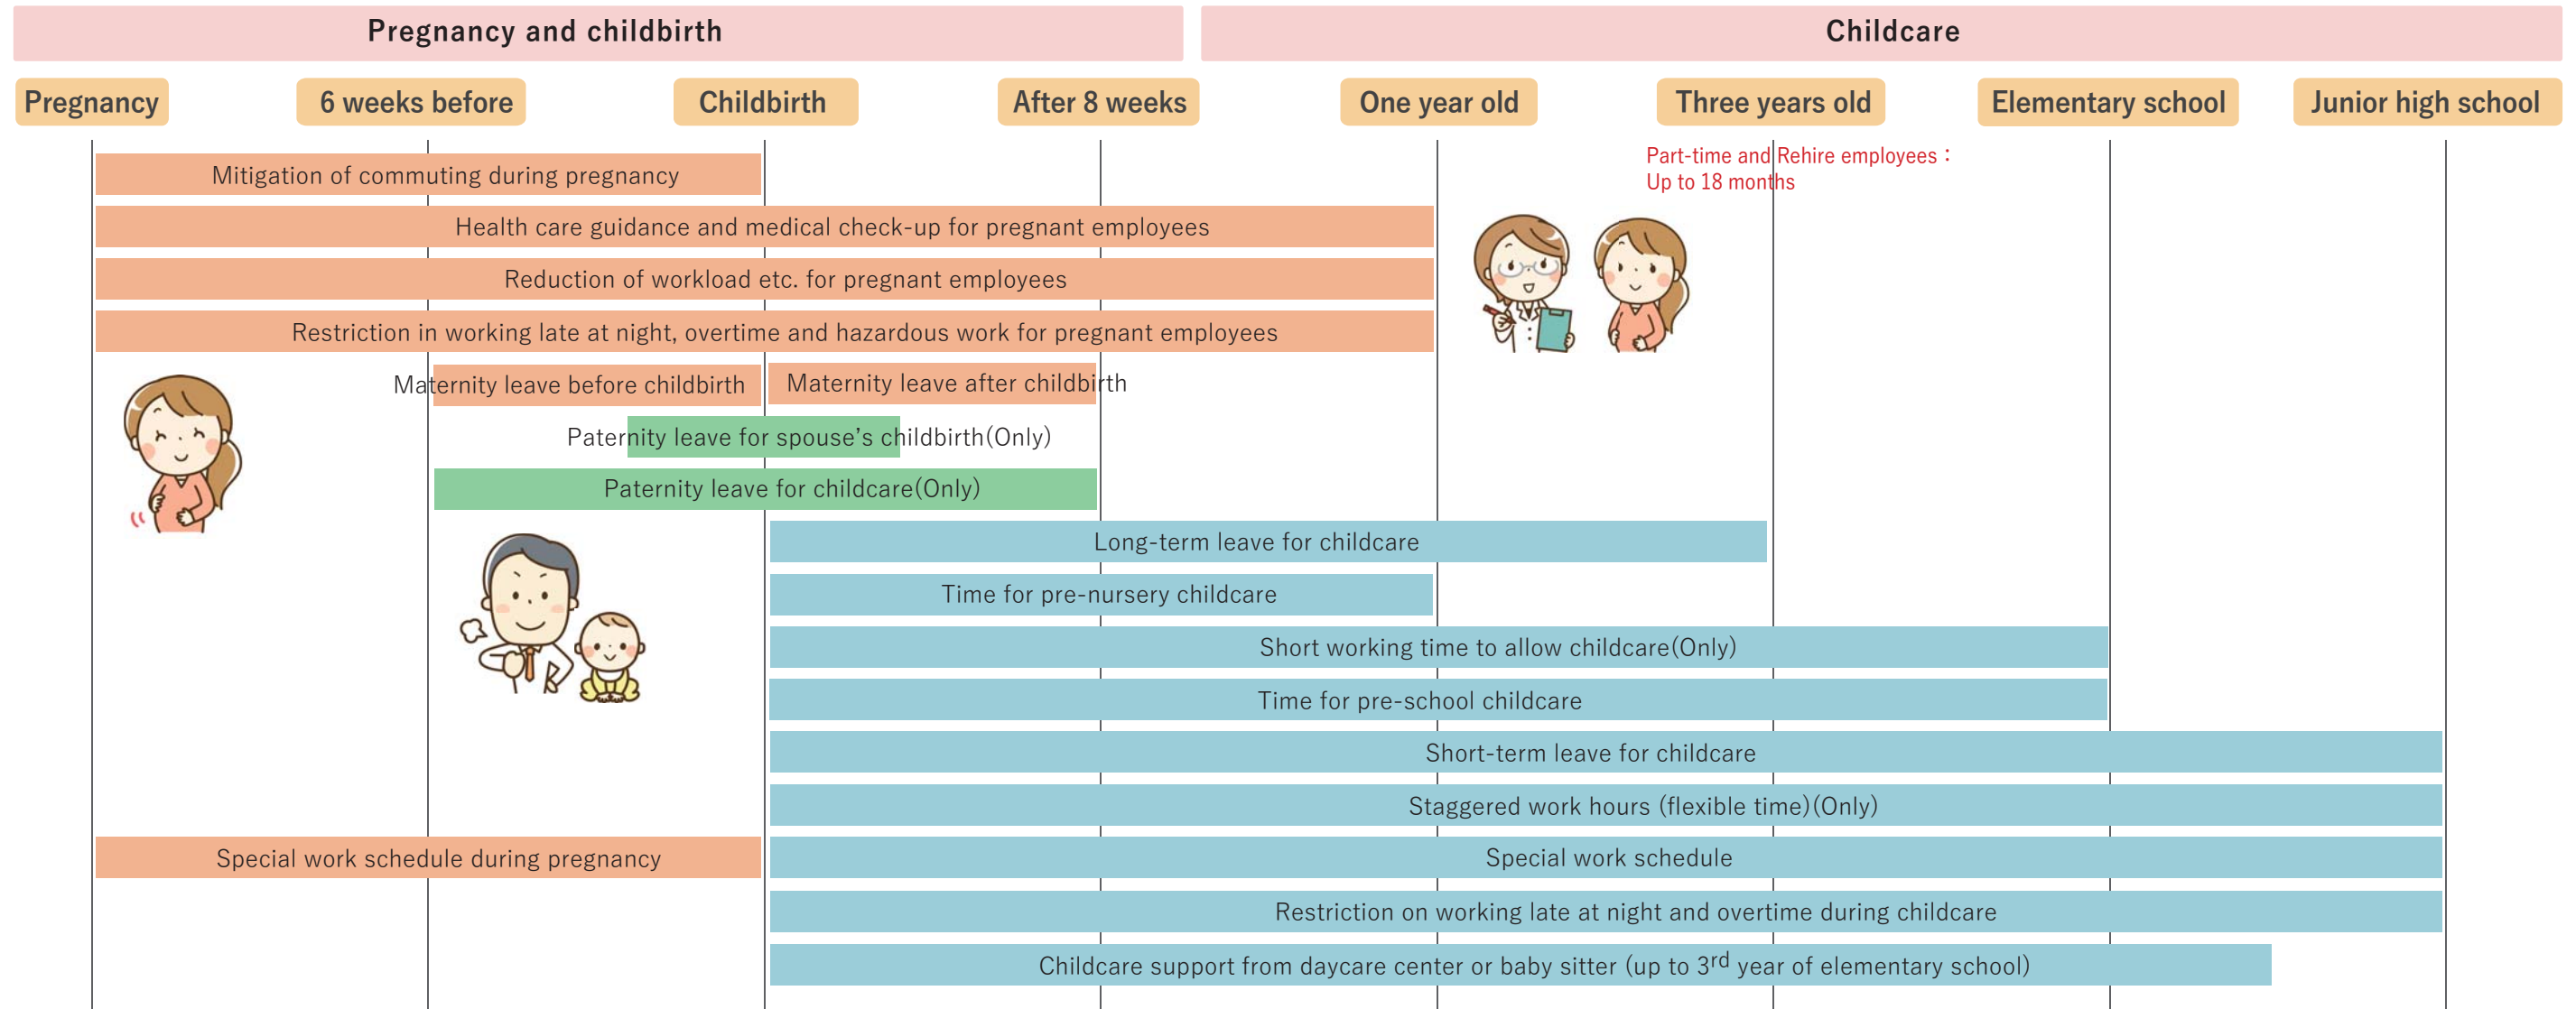 Pregnancy and childbirth
Childcare
Pregnancy
6 weeks before
Childbirth
After 8 weeks
One year old
Three years old
Elementary school
Junior high school
Part-time and Rehire employees：
Up to 18 months
Mitigation of commuting during pregnancy
Health care guidance and medical check-up for pregnant employees
Reduction of workload etc. for pregnant employees
Restriction in working late at night, overtime and hazardous work for pregnant employees
Maternity leave before childbirth
Maternity leave after childbirth
Paternity leave for spouse’s childbirth(Only)
Paternity leave for childcare(Only)
Long-term leave for childcare
Time for pre-nursery childcare
Short working time to allow childcare(Only)
Time for pre-school childcare
Short-term leave for childcare
Staggered work hours (flexible time)(Only)
Special work schedule during pregnancy
Special work schedule
Restriction on working late at night and overtime during childcare
Childcare support from daycare center or baby sitter (up to 3rd year of elementary school)